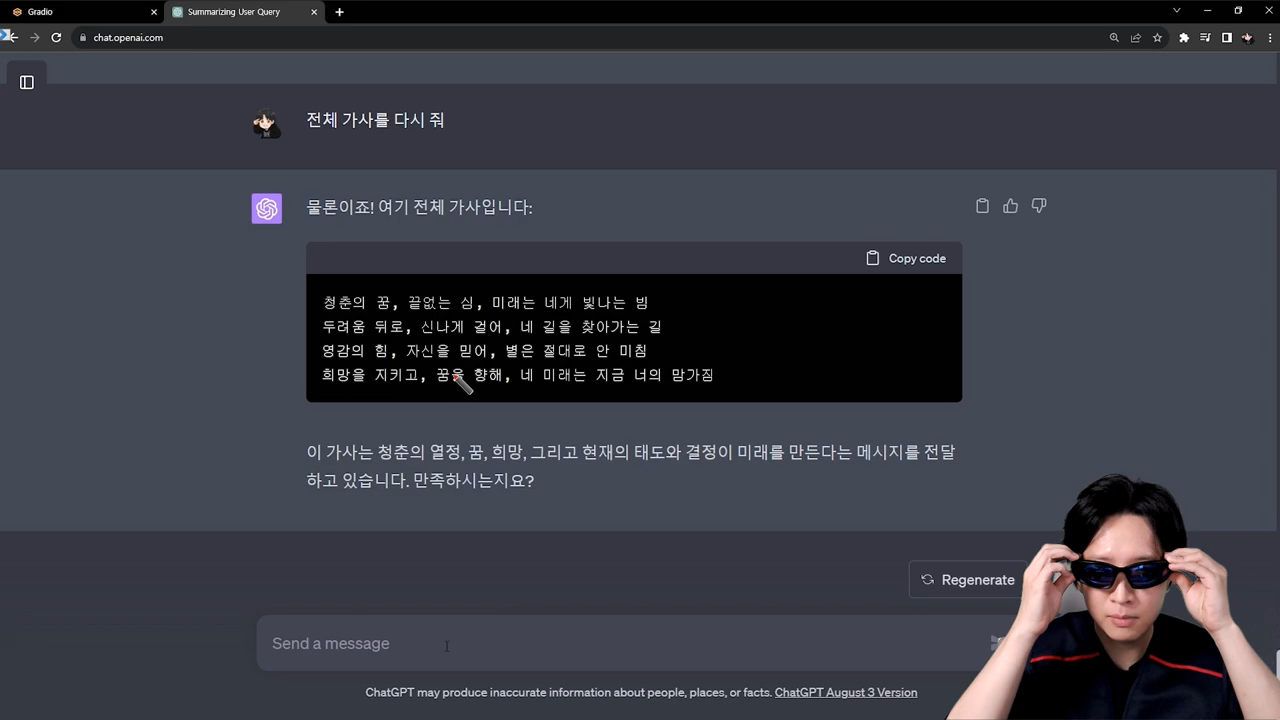 Gradio
Summarizing User Query
chat.openai.com
전체 가사를 다시 줘
물론이죠! 여기 전체 가사입니다:
Copy code
청춘의 꿈, 끝없는 심, 미래는 네게 빛나는 빔
두려움 뒤로, 신나게 걸어, 네 길을 찾아가는 길
영감의 힘, 자신을 믿어, 별은 절대로 안 미침
희망을 지키고, 꿈을 향해, 네 미래는 지금 너의 맘가짐
이 가사는 청춘의 열정, 꿈, 희망, 그리고 현재의 태도와 결정이 미래를 만든다는 메시지를 전달
하고 있습니다. 만족하시는지요?
Regenerate
Send a message
ChatGPT may produce inaccurate information about people, places, or facts. ChatGPT August 3 Version